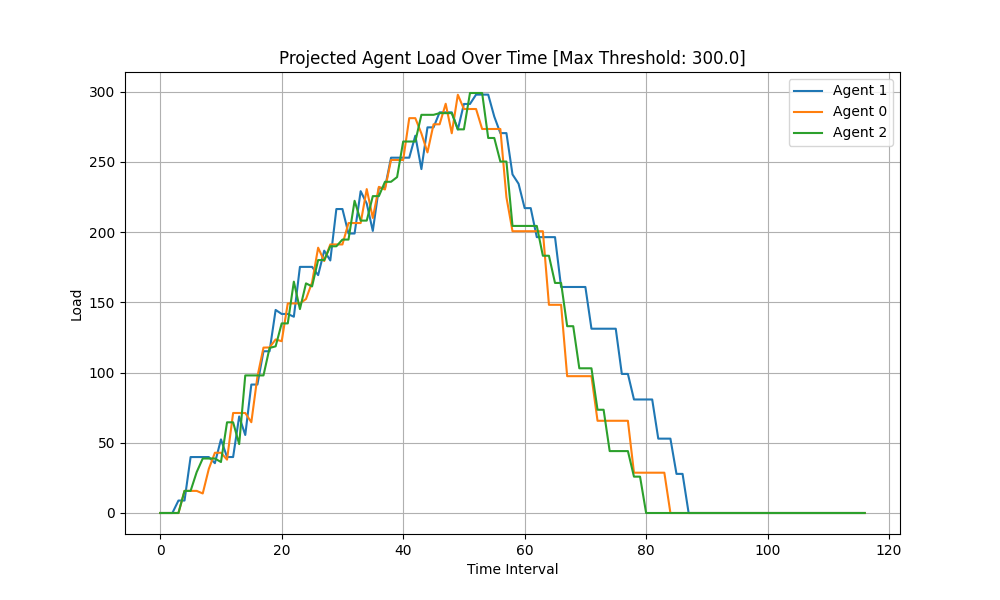 Projected Agent Load Over Time [Max Threshold: 300.0]
Agent 1
Agent 0
Agent 2
300
250
200
150
100
50
0
Load
0 20 40 60 80 100 120
Time Interval